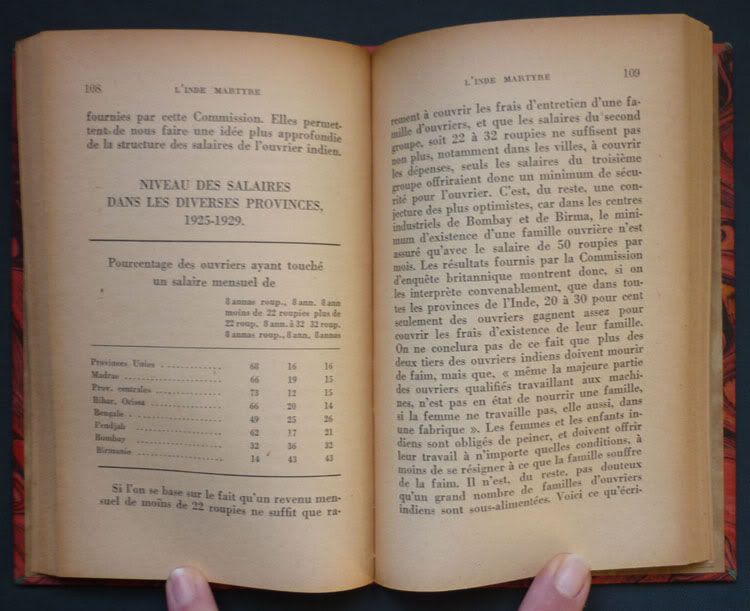 108
L'INDE MARTYRE
fournies par cette Commission. Elles permet-
tent de nous faire une idée plus approfondie
de la structure des salaires de l'ouvrier indien.
NIVEAU DES SALAIRES
DANS LES DIVERSES PROVINCES,
1925-1929.
Pourcentage des ouvriers ayant touché
un salaire mensuel de
8 annas roup., 8 ann. 8 ann
moins de 22 roupies plus de
22 roup. 8 ann. à 32 32 roup.
8 annas roup., 8 ann. 8 annas
Provinces Unies 68 16 16
Madras 66 19 15
Prov. centrales 73 12 15
Bihar, Orissa 66 20 14
Bengale 49 25 26
Pendjab 62 17 21
Bombay 32 36 32
Birmanie 14 43 43
Si l'on se base sur le fait qu'un revenu men-
suel de moins de 22 roupies ne suffit que ra-
L'INDE MARTYRE
109
rement à couvrir les frais d'entretien d'une fa-
mille d'ouvriers, et que les salaires du second
groupe, soit 22 à 32 roupies ne suffisent pas
non plus, notamment dans les villes, à couvrir
les dépenses, seuls les salaires du troisième
groupe offriraient donc un minimum de sécu-
rité pour l'ouvrier. C'est, du reste, une con-
jecture des plus optimistes, car dans les centres
industriels de Bombay et de Birma, le mini-
mum d'existence d'une famille ouvrière n'est
assuré qu'avec le salaire de 50 roupies par
mois. Les résultats fournis par la Commission
d'enquête britannique montrent donc, si on
les interprète convenablement, que dans tou-
tes les provinces de l'Inde, 20 à 30 pour cent
seulement des ouvriers gagnent assez pour
couvrir les frais d'existence de leur famille.
On ne conclura pas de ce fait que plus des
deux tiers des ouvriers indiens doivent mourir
de faim, mais que, « même la majeure partie
des ouvriers qualifiés travaillant aux machi-
nes, n'est pas en état de nourrir une famille,
si la femme ne travaille pas, elle aussi, dans
une fabrique ». Les femmes et les enfants in-
diens sont obligés de peiner, et doivent offrir
leur travail à n'importe quelles conditions, à
moins de se résigner à ce que la famille souffre
de la faim. Il n'est, du reste, pas douteux
qu'un grand nombre de familles d'ouvriers
indiens sont sous-alimentées. Voici ce qu'écri-